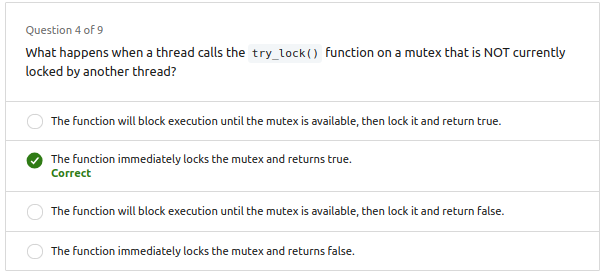 Question 4 of 9
What happens when a thread calls the try_lock() function on a mutex that is NOT currently
locked by another thread?
The function will block execution until the mutex is available, then lock it and return true.
The function immediately locks the mutex and returns true.
Correct
The function will block execution until the mutex is available, then lock it and return false.
The function immediately locks the mutex and returns false.